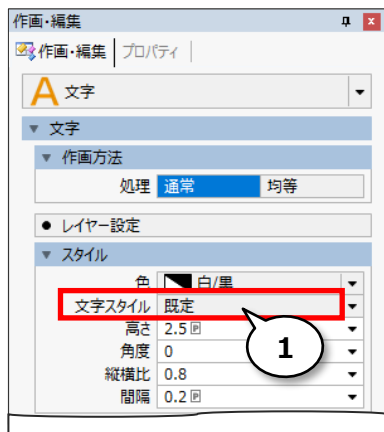 作画・編集
作画・編集 プロパティ
A 文字
文字
作画方法
処理 通常 均等
レイヤー設定
スタイル
色 白/黒
文字スタイル 既定
高さ 2.5 P
角度 0
縦横比 0.8
間隔 0.2 P
1